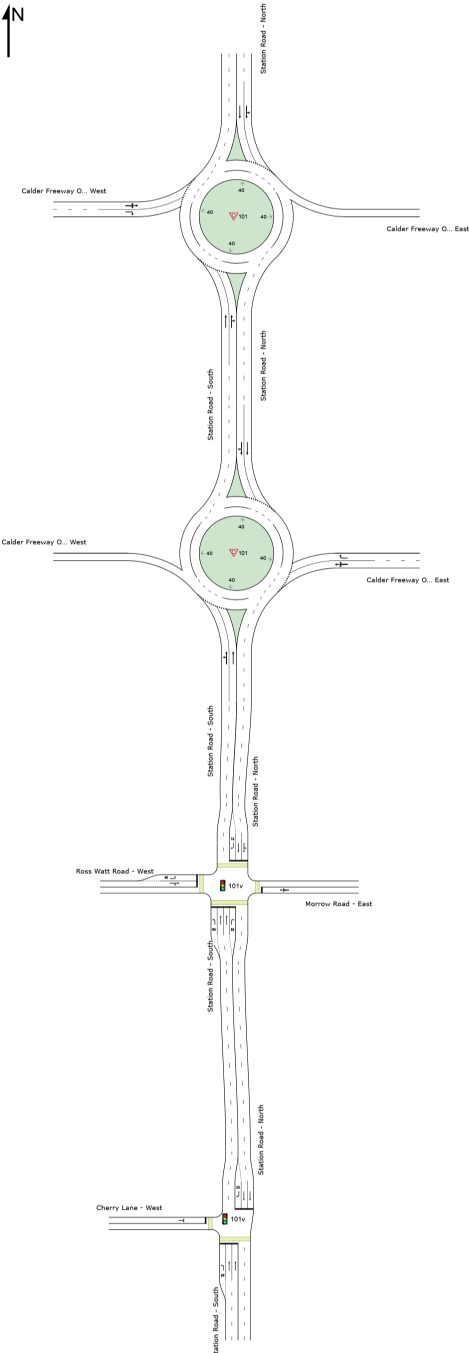 N
Station Road - North
Calder Freeway O... West
40
40
101
40
40
Calder Freeway O... East
Station Road - North
Station Road - South
Calder Freeway O... West
40
40
101
40
40
Calder Freeway O... East
Station Road - South
Station Road - North
Ross Watt Road - West
101v
Morrow Road - East
Station Road - South
Station Road - North
Cherry Lane - West
101v
tation Road - South